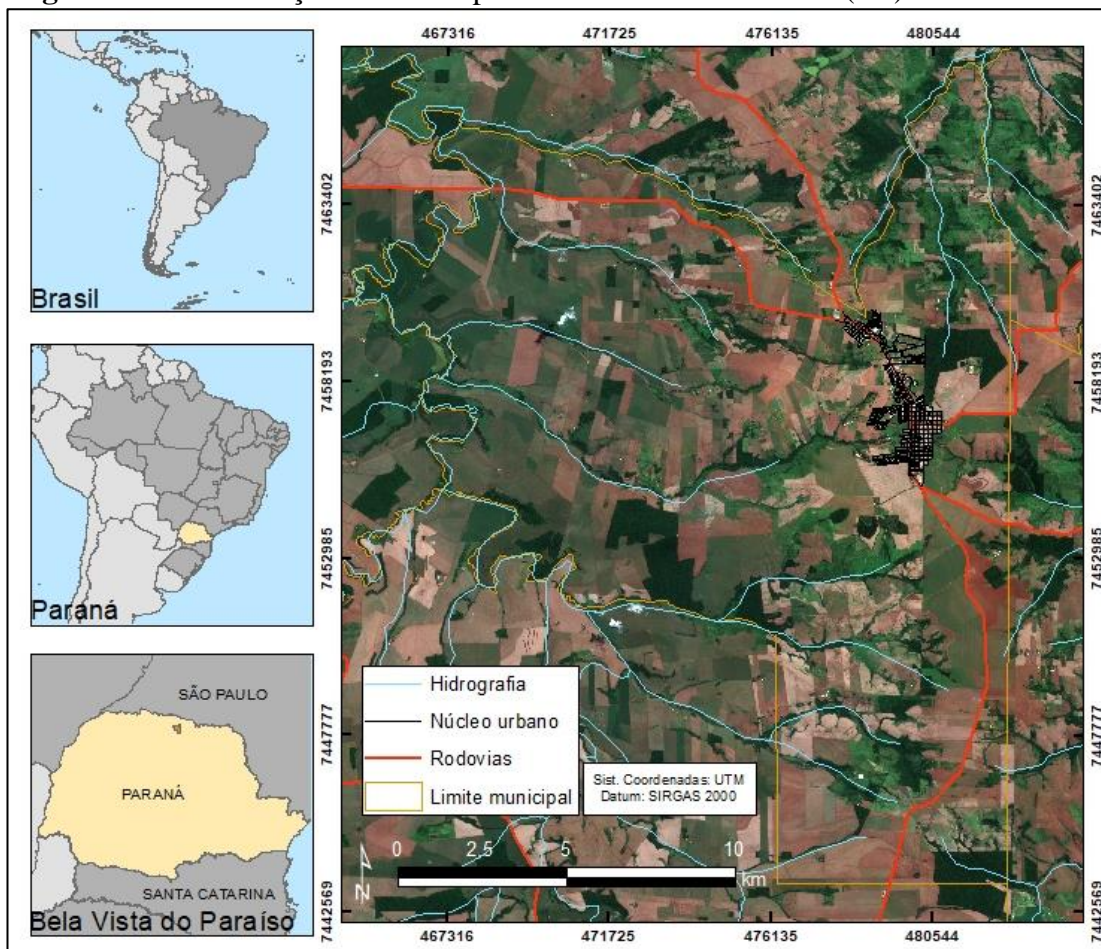 Brasil
Paraná
SÃO PAULO
PARANÁ
SANTA CATARINA
Bela Vista do Paraíso
467316 471725 476135 480544
7463402 7463402
7458193 7458193
7452985 7452985
7447777 7447777
7442569 7442569
Hidrografia
Núcleo urbano
Rodovias
Limite municipal
Sist. Coordenadas: UTM
Datum: SIRGAS 2000
0 2,5 5 10
km
N
467316 471725 476135 480544